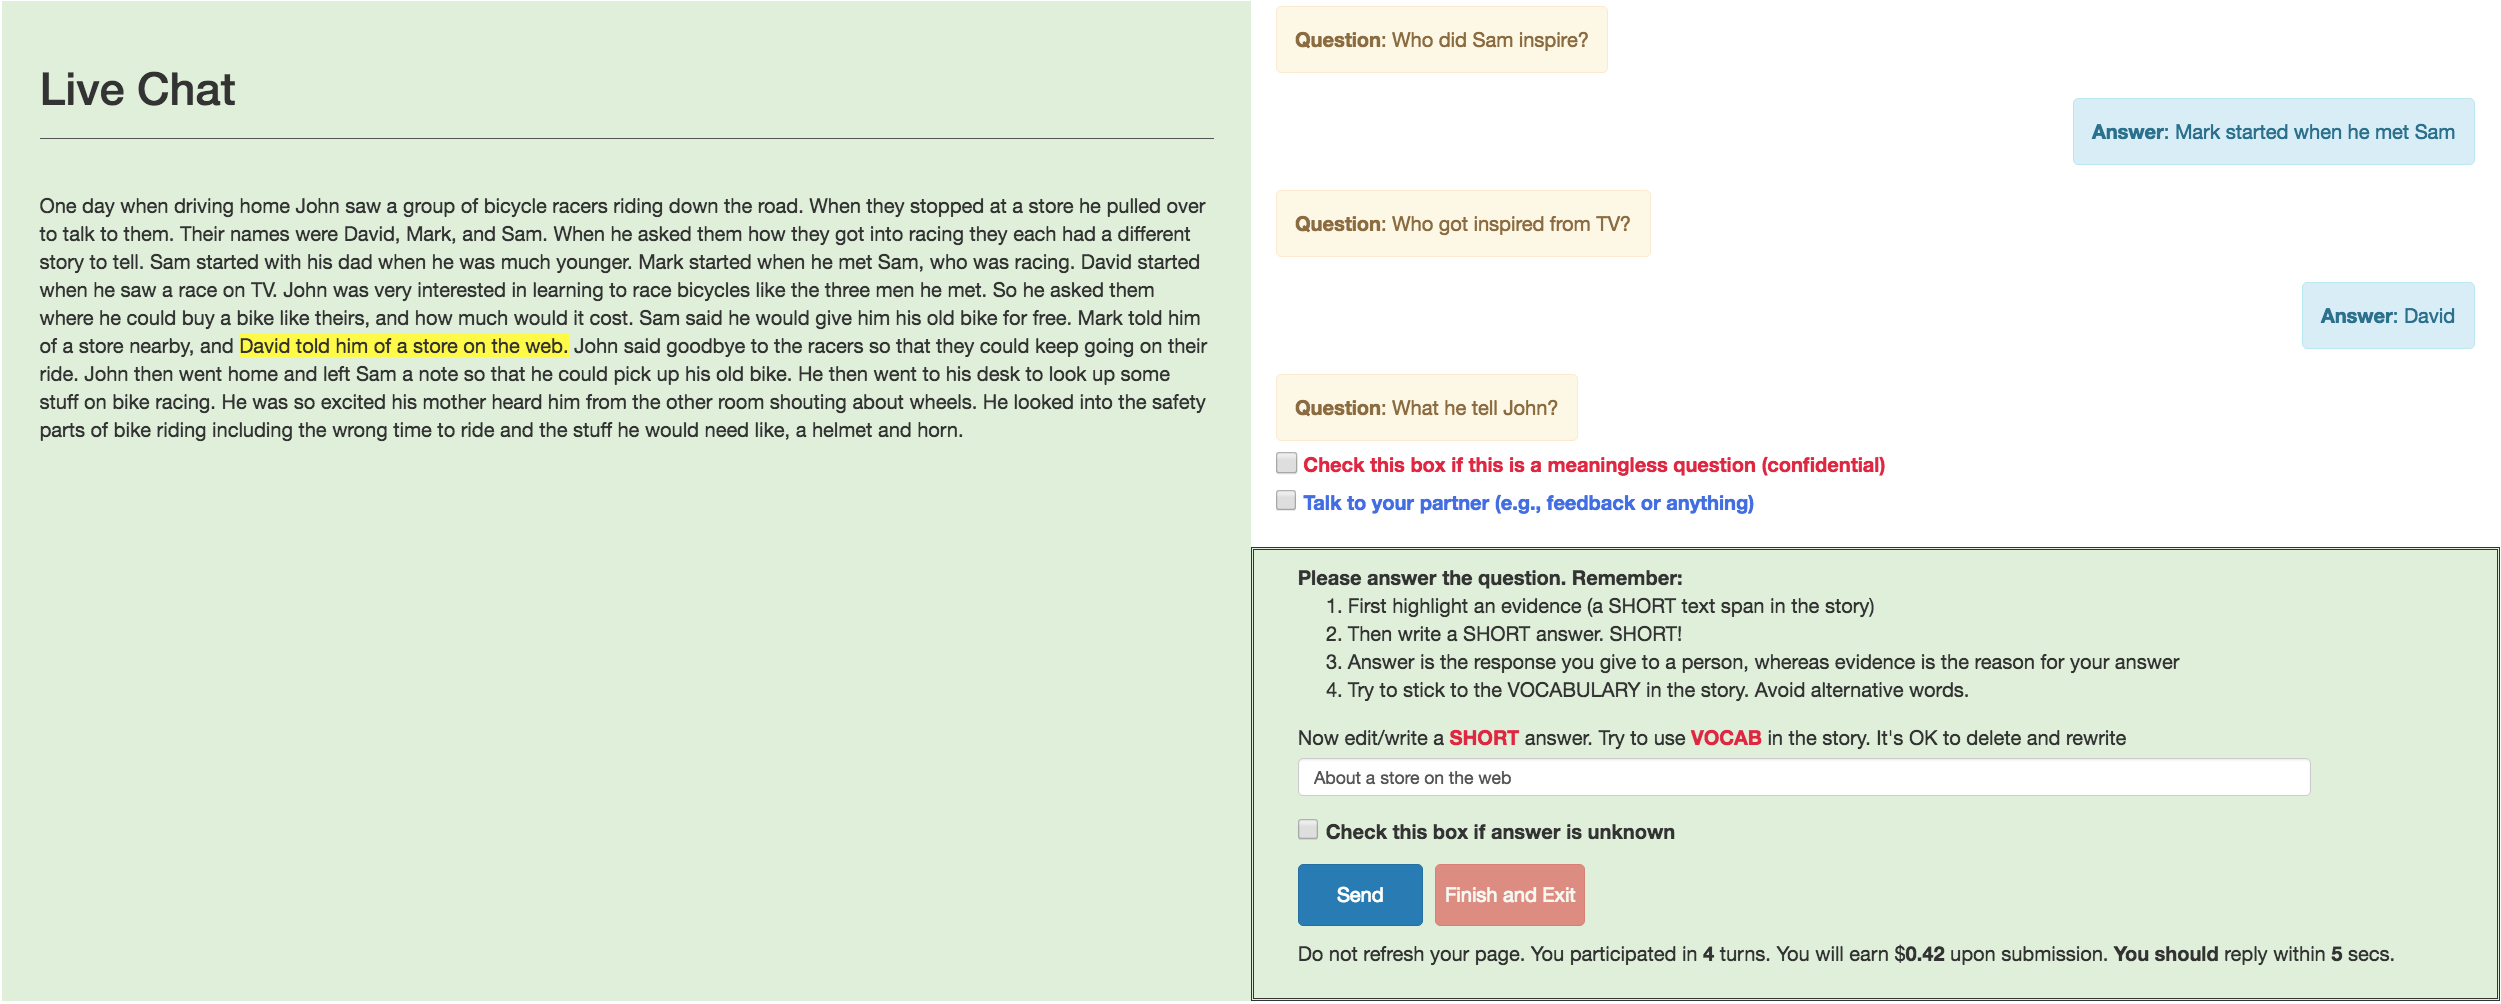 Live Chat
One day when driving home John saw a group of bicycle racers riding down the road. When they stopped at a store he pulled over
to talk to them. Their names were David, Mark, and Sam. When he asked them how they got into racing they each had a different
story to tell. Sam started with his dad when he was much younger. Mark started when he met Sam, who was racing. David started
when he saw a race on TV. John was very interested in learning to race bicycles like the three men he met. So he asked them
where he could buy a bike like theirs, and how much would it cost. Sam said he would give him his old bike for free. Mark told him
of a store nearby, and David told him of a store on the web. John said goodbye to the racers so that they could keep going on their
ride. John then went home and left Sam a note so that he could pick up his old bike. He then went to his desk to look up some
stuff on bike racing. He was so excited his mother heard him from the other room shouting about wheels. He looked into the safety
parts of bike riding including the wrong time to ride and the stuff he would need like, a helmet and horn.
Question: Who did Sam inspire?
Answer: Mark started when he met Sam
Question: Who got inspired from TV?
Answer: David
Question: What he tell John?
Check this box if this is a meaningless question (confidential)
Talk to your partner (e.g., feedback or anything)
Please answer the question. Remember:
1. First highlight an evidence (a SHORT text span in the story)
2. Then write a SHORT answer. SHORT!
3. Answer is the response you give to a person, whereas evidence is the reason for your answer
4. Try to stick to the VOCABULARY in the story. Avoid alternative words.
Now edit/write a SHORT answer. Try to use VOCAB in the story. It's OK to delete and rewrite
About a store on the web
Check this box if answer is unknown
Send Finish and Exit
Do not refresh your page. You participated in 4 turns. You will earn $0.42 upon submission. You should reply within 5 secs.